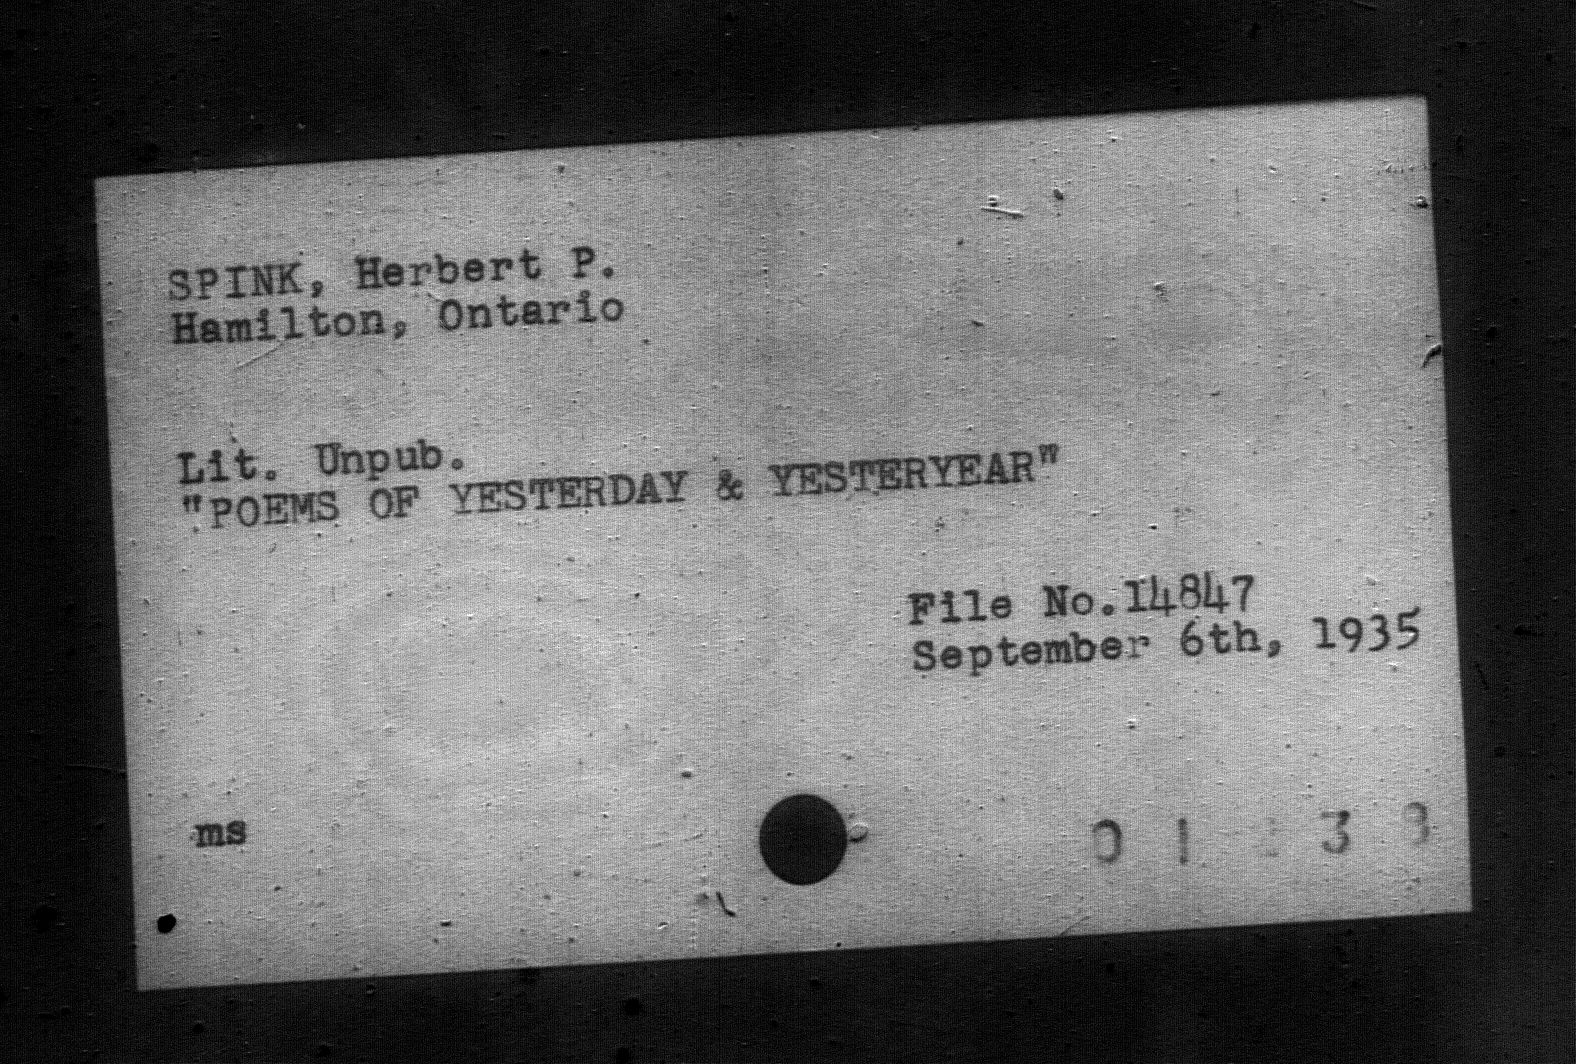 SPINK, Herbert P.
Hamilton, Ontario
Lit. Unpub.
"POEMS OF YESTERDAY & YESTERYEAR"
File No.14847
September 6th, 1935
ms